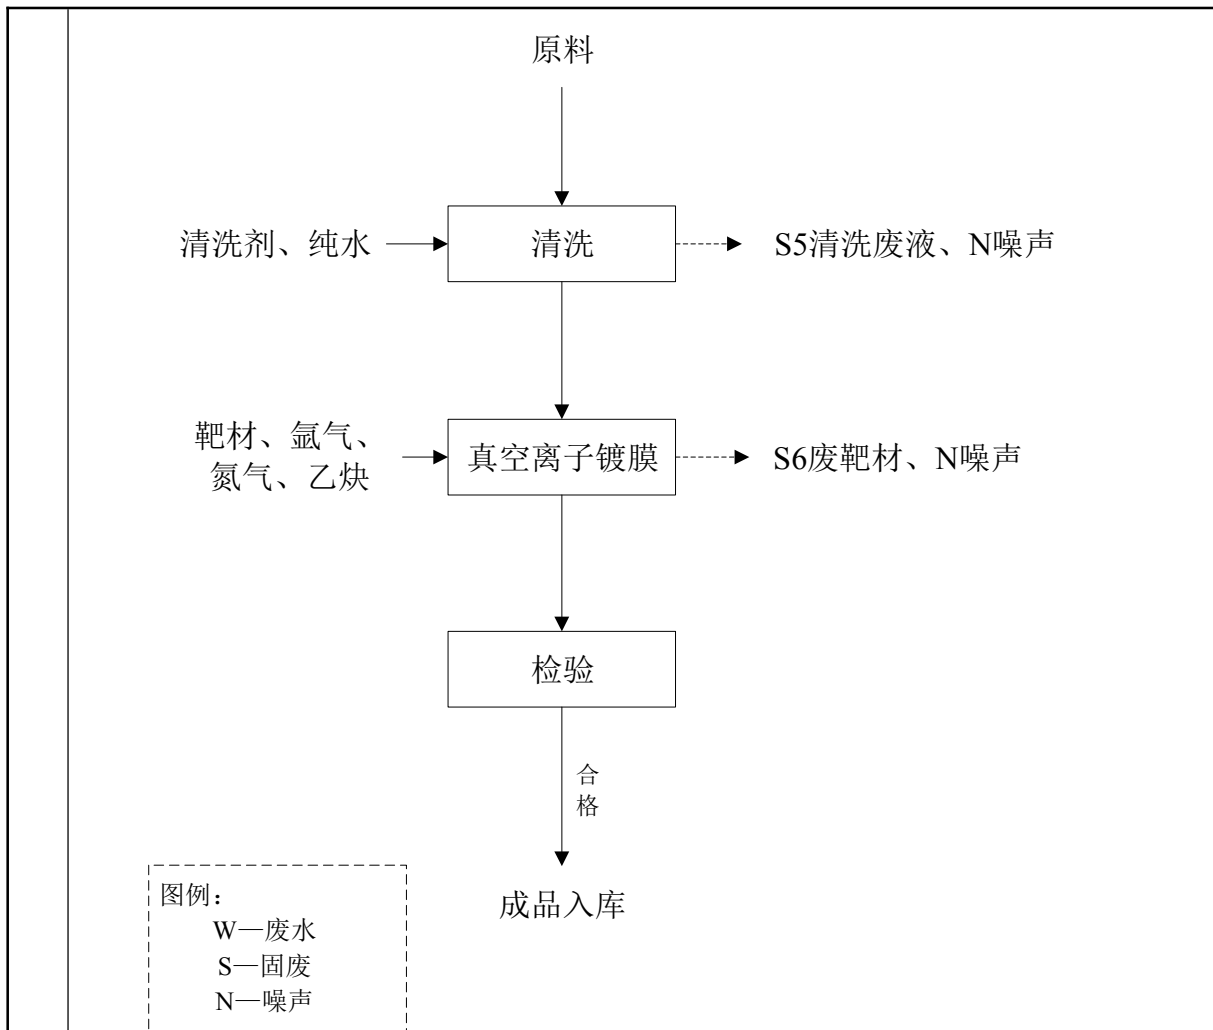 原料
清洗剂、纯水
清洗
S5清洗废液、N噪声
靶材、氩气、
氮气、乙炔
真空离子镀膜
S6废靶材、N噪声
检验
合
格
成品入库
图例：
W—废水
S—固废
N—噪声